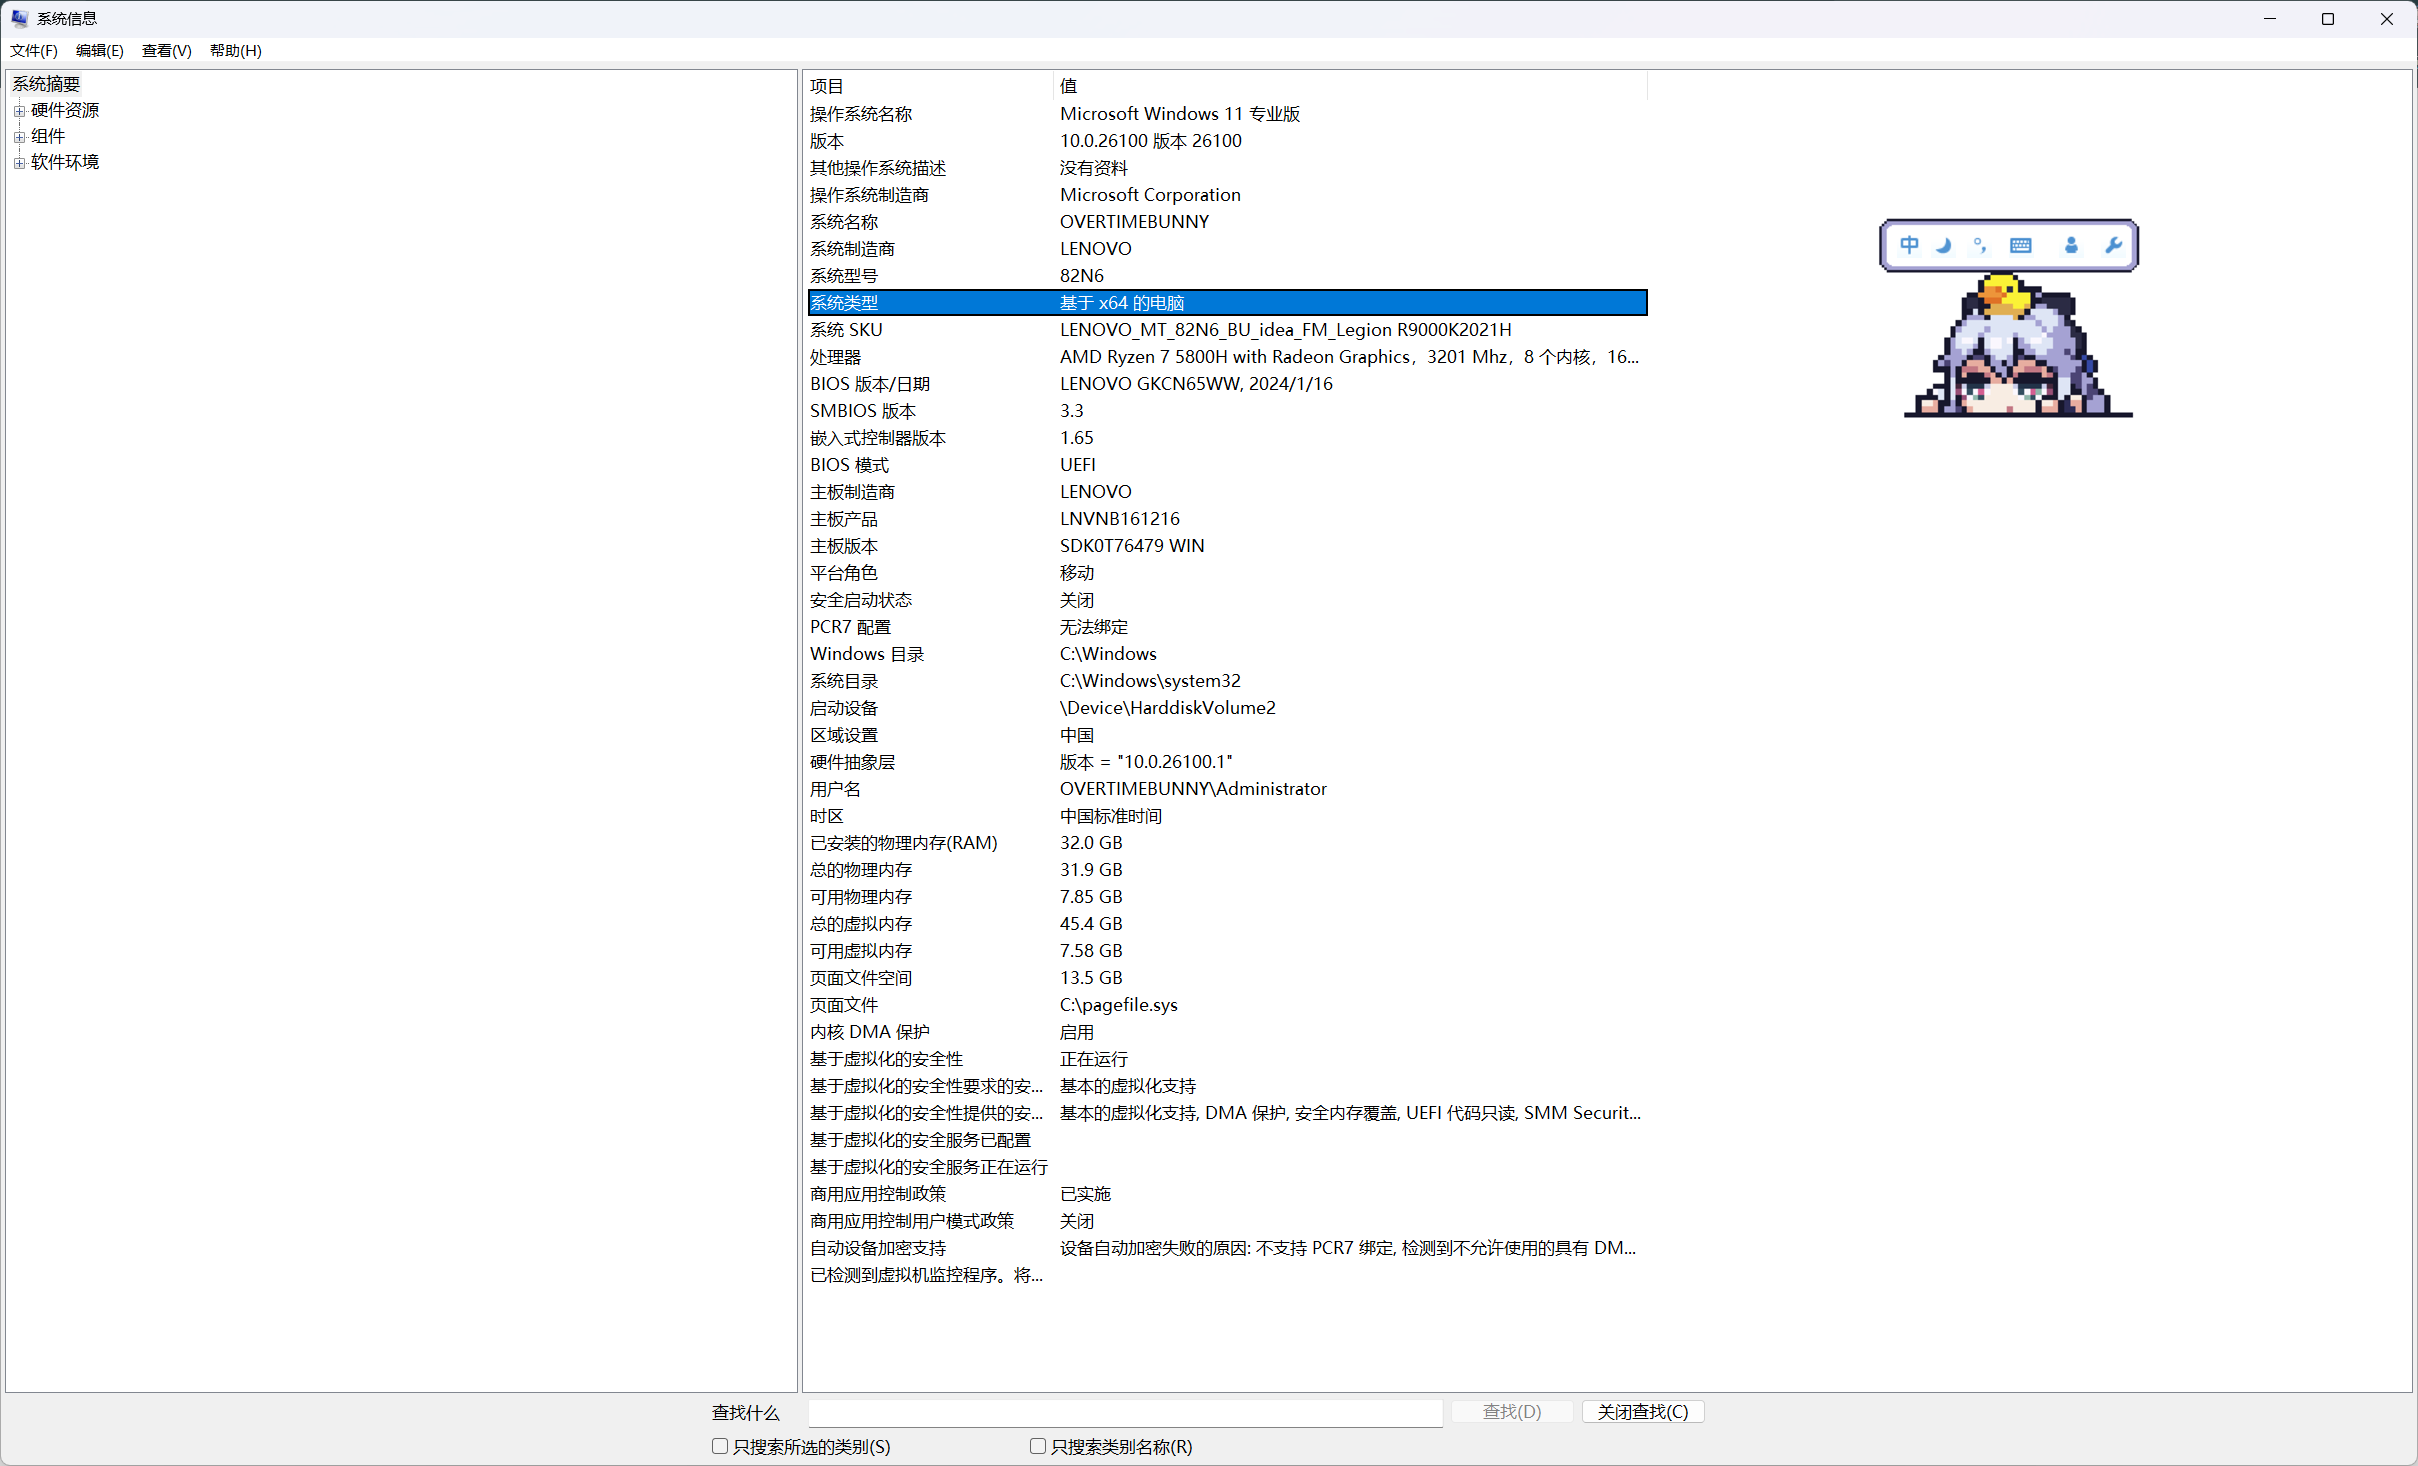 系统信息
文件(F) 编辑(E) 查看(V) 帮助(H)
系统摘要
硬件资源
组件
软件环境
项目 值
操作系统名称 Microsoft Windows 11 专业版
版本 10.0.26100 版本 26100
其他操作系统描述 没有资料
操作系统制造商 Microsoft Corporation
系统名称 OVERTIMEBUNNY
系统制造商 LENOVO
系统型号 82N6
系统类型 基于 x64 的电脑
系统 SKU LENOVO_MT_82N6_BU_idea_FM_Legion R9000K2021H
处理器 AMD Ryzen 7 5800H with Radeon Graphics，3201 Mhz，8 个内核，16...
BIOS 版本/日期 LENOVO GKCN65WW, 2024/1/16
SMBIOS 版本 3.3
嵌入式控制器版本 1.65
BIOS 模式 UEFI
主板制造商 LENOVO
主板产品 LNVNB161216
主板版本 SDK0T76479 WIN
平台角色 移动
安全启动状态 关闭
PCR7 配置 无法绑定
Windows 目录 C:\Windows
系统目录 C:\Windows\system32
启动设备 \Device\HarddiskVolume2
区域设置 中国
硬件抽象层 版本 = "10.0.26100.1"
用户名 OVERTIMEBUNNY\Administrator
时区 中国标准时间
已安装的物理内存(RAM) 32.0 GB
总的物理内存 31.9 GB
可用物理内存 7.85 GB
总的虚拟内存 45.4 GB
可用虚拟内存 7.58 GB
页面文件空间 13.5 GB
页面文件 C:\pagefile.sys
内核 DMA 保护 启用
基于虚拟化的安全性 正在运行
基于虚拟化的安全性要求的安... 基本的虚拟化支持
基于虚拟化的安全性提供的安... 基本的虚拟化支持, DMA 保护, 安全内存覆盖, UEFI 代码只读, SMM Securit...
基于虚拟化的安全服务已配置
基于虚拟化的安全服务正在运行
商用应用控制政策 已实施
商用应用控制用户模式政策 关闭
自动设备加密支持 设备自动加密失败的原因: 不支持 PCR7 绑定, 检测到不允许使用的具有 DM...
已检测到虚拟机监控程序。将...
中
查找什么 查找(D) 关闭查找(C)
只搜索所选的类别(S) 只搜索类别名称(R)